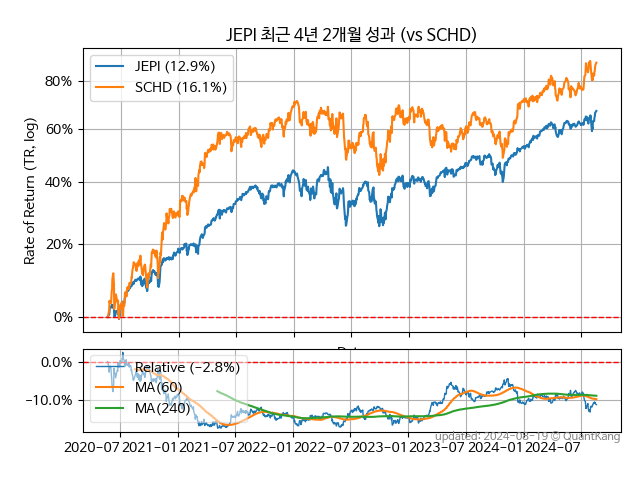 JEPI 최근 4년 2개월 성과 (vs SCHD)
Rate of Return (TR, log)
JEPI (12.9%)
SCHD (16.1%)
80%
60%
40%
20%
0%
Relative (−2.8%)
MA(60)
MA(240)
0.0%
−10.0%
2020−07 2021−01 2021−07 2022−01 2022−07 2023−01 2023−07 2024−01 2024−07
updated: 2024−08−19 © QuantKang